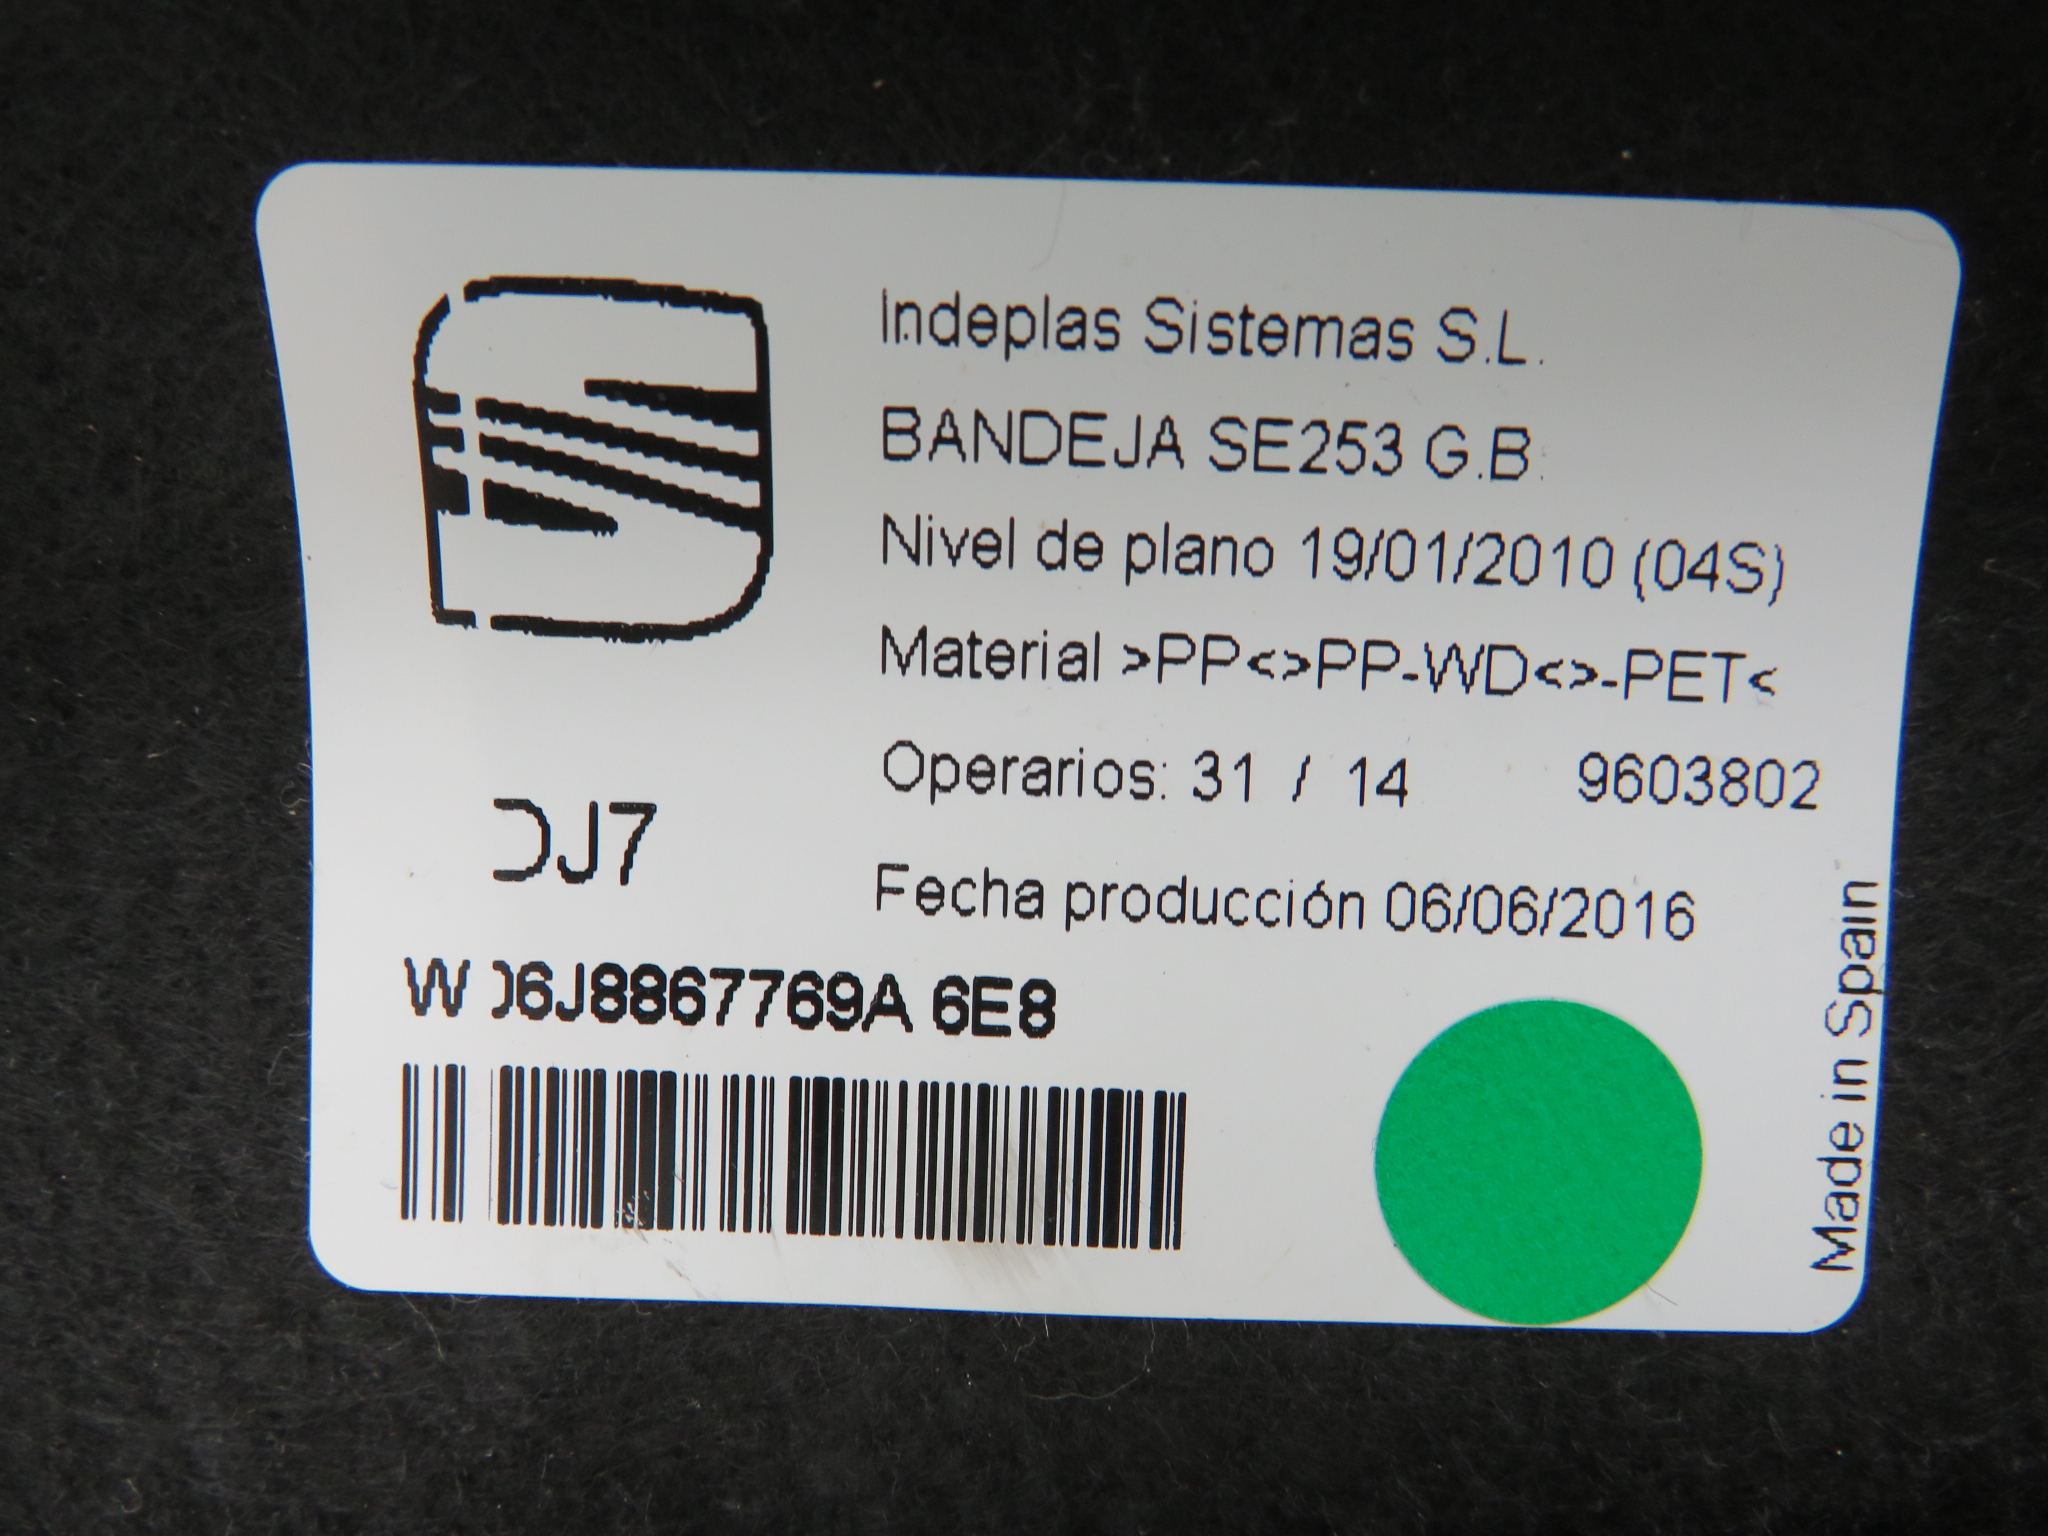 Indeplas Sistemas S.L.
BANDEJA SE253 G.B.
Nivel de plano 19/01/2010 (04S)
Material >PP<>PP-WD<>-PET<
Operarios: 31 / 14 9603802
Fecha producción 06/06/2016
DJ7
W 06J8867769A 6E8
Made in Spain